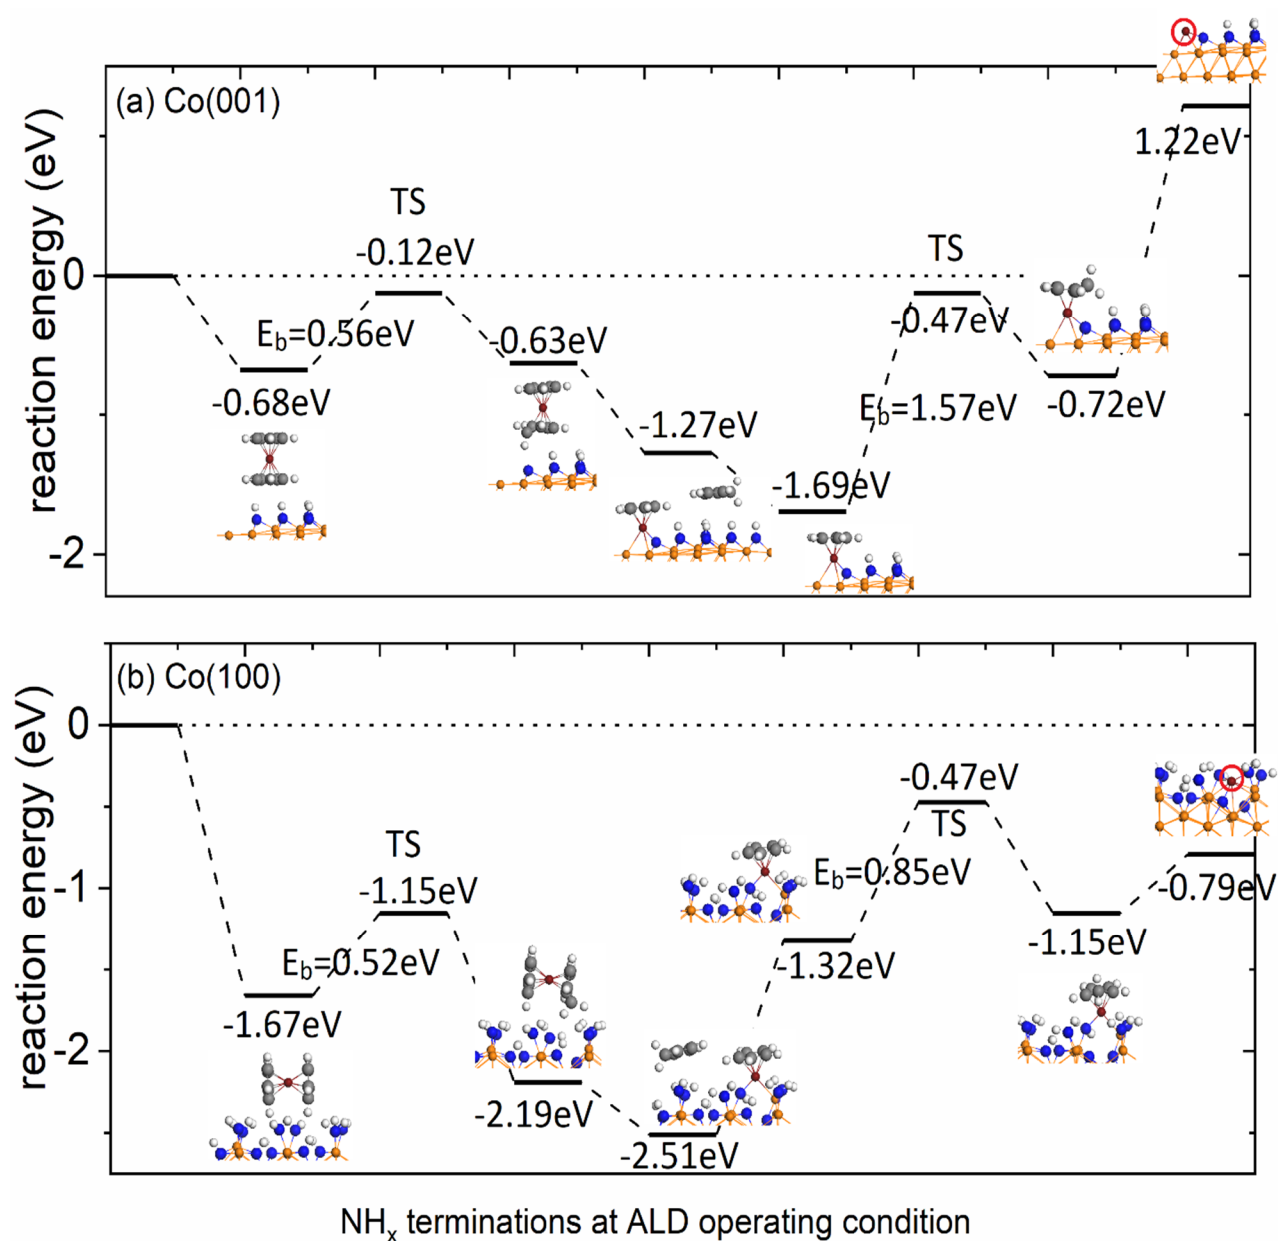 (a) Co(001)
reaction energy (eV)
0
-2
-0.68eV
E_b=0.56eV
TS
-0.12eV
-0.63eV
-1.27eV
-1.69eV
E_b=1.57eV
TS
-0.47eV
-0.72eV
1.22eV
(b) Co(100)
reaction energy (eV)
0
-1
-2
-1.67eV
E_b=0.52eV
TS
-1.15eV
-2.19eV
-2.51eV
-1.32eV
E_b=0.85eV
-0.47eV
TS
-1.15eV
-0.79eV
NH_x terminations at ALD operating condition